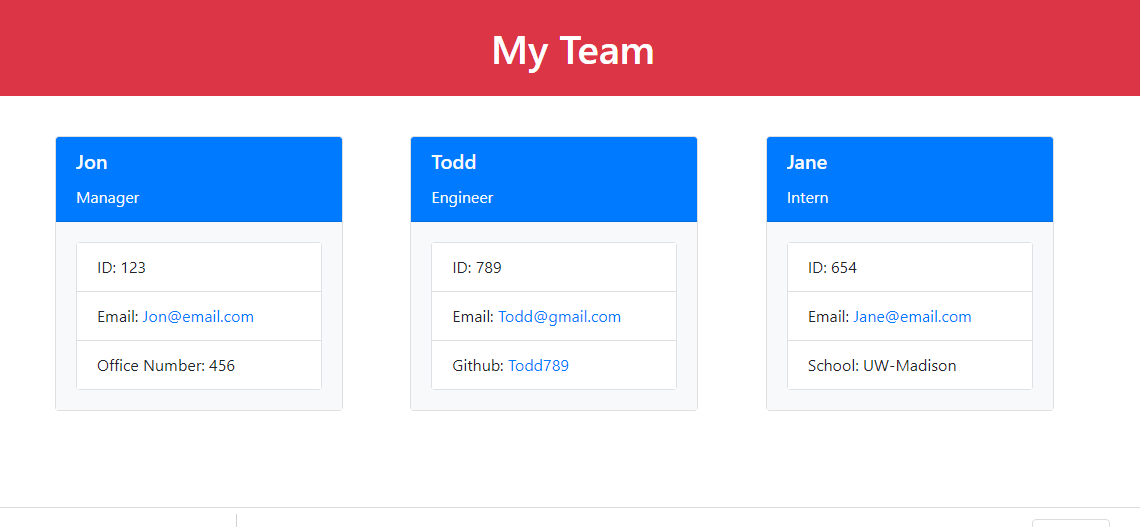 My Team
Jon
Manager
ID: 123
Email: Jon@email.com
Office Number: 456
Todd
Engineer
ID: 789
Email: Todd@gmail.com
Github: Todd789
Jane
Intern
ID: 654
Email: Jane@email.com
School: UW-Madison